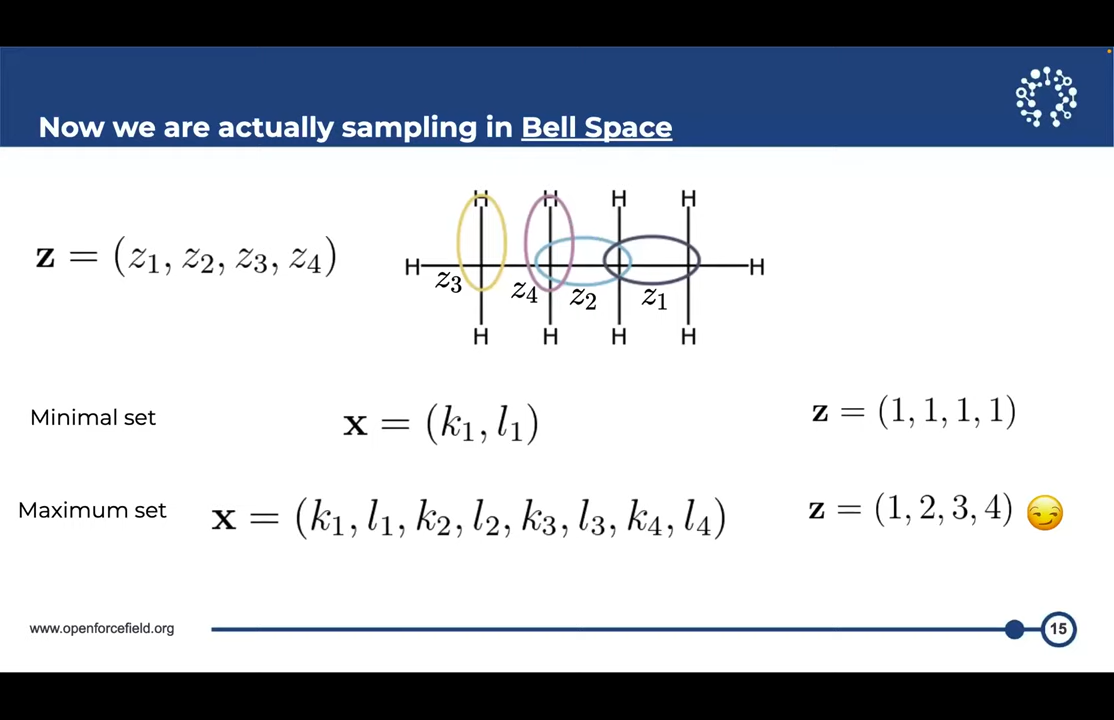 Now we are actually sampling in Bell Space
z = (z₁, z₂, z₃, z₄)
H H H H
H H
z₃ z₄ z₂ z₁
H H H H
Minimal set
x = (k₁, l₁)
z = (1, 1, 1, 1)
Maximum set
x = (k₁, l₁, k₂, l₂, k₃, l₃, k₄, l₄)
z = (1, 2, 3, 4) 😏
www.openforcefield.org
15